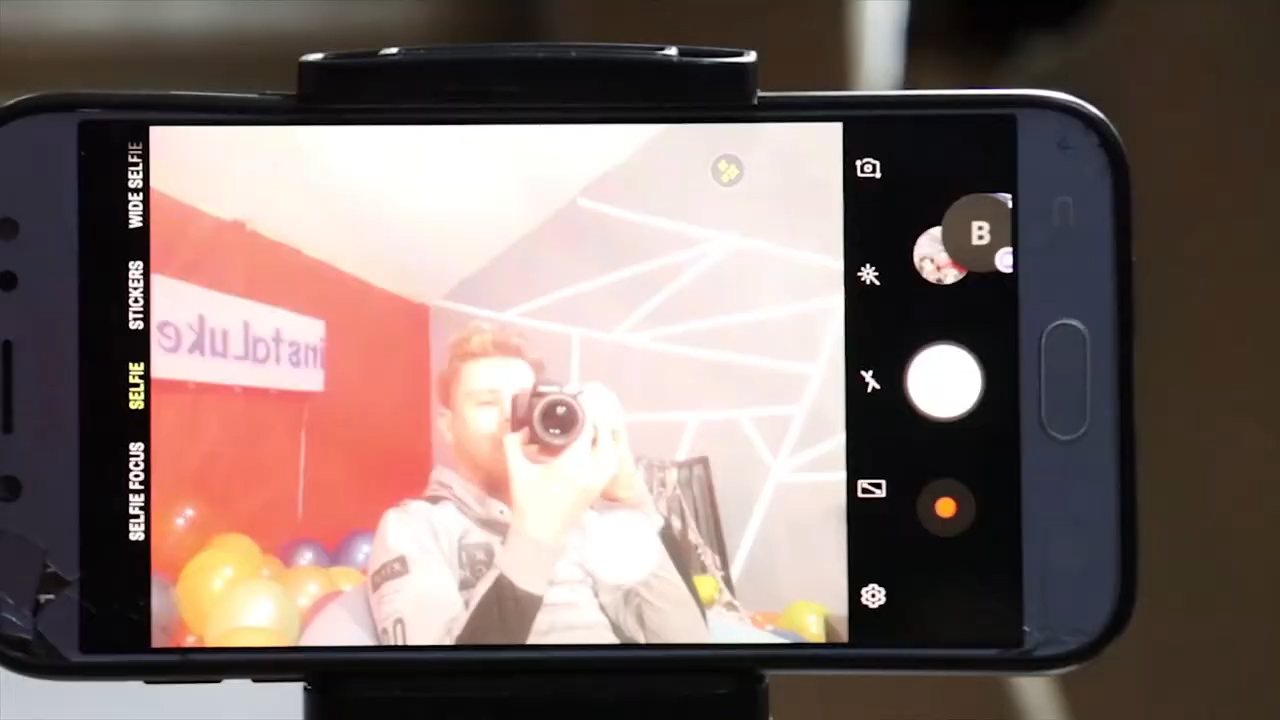 WIDE SELFIE
STICKERS
SELFIE
SELFIE FOCUS
instaLuke
B